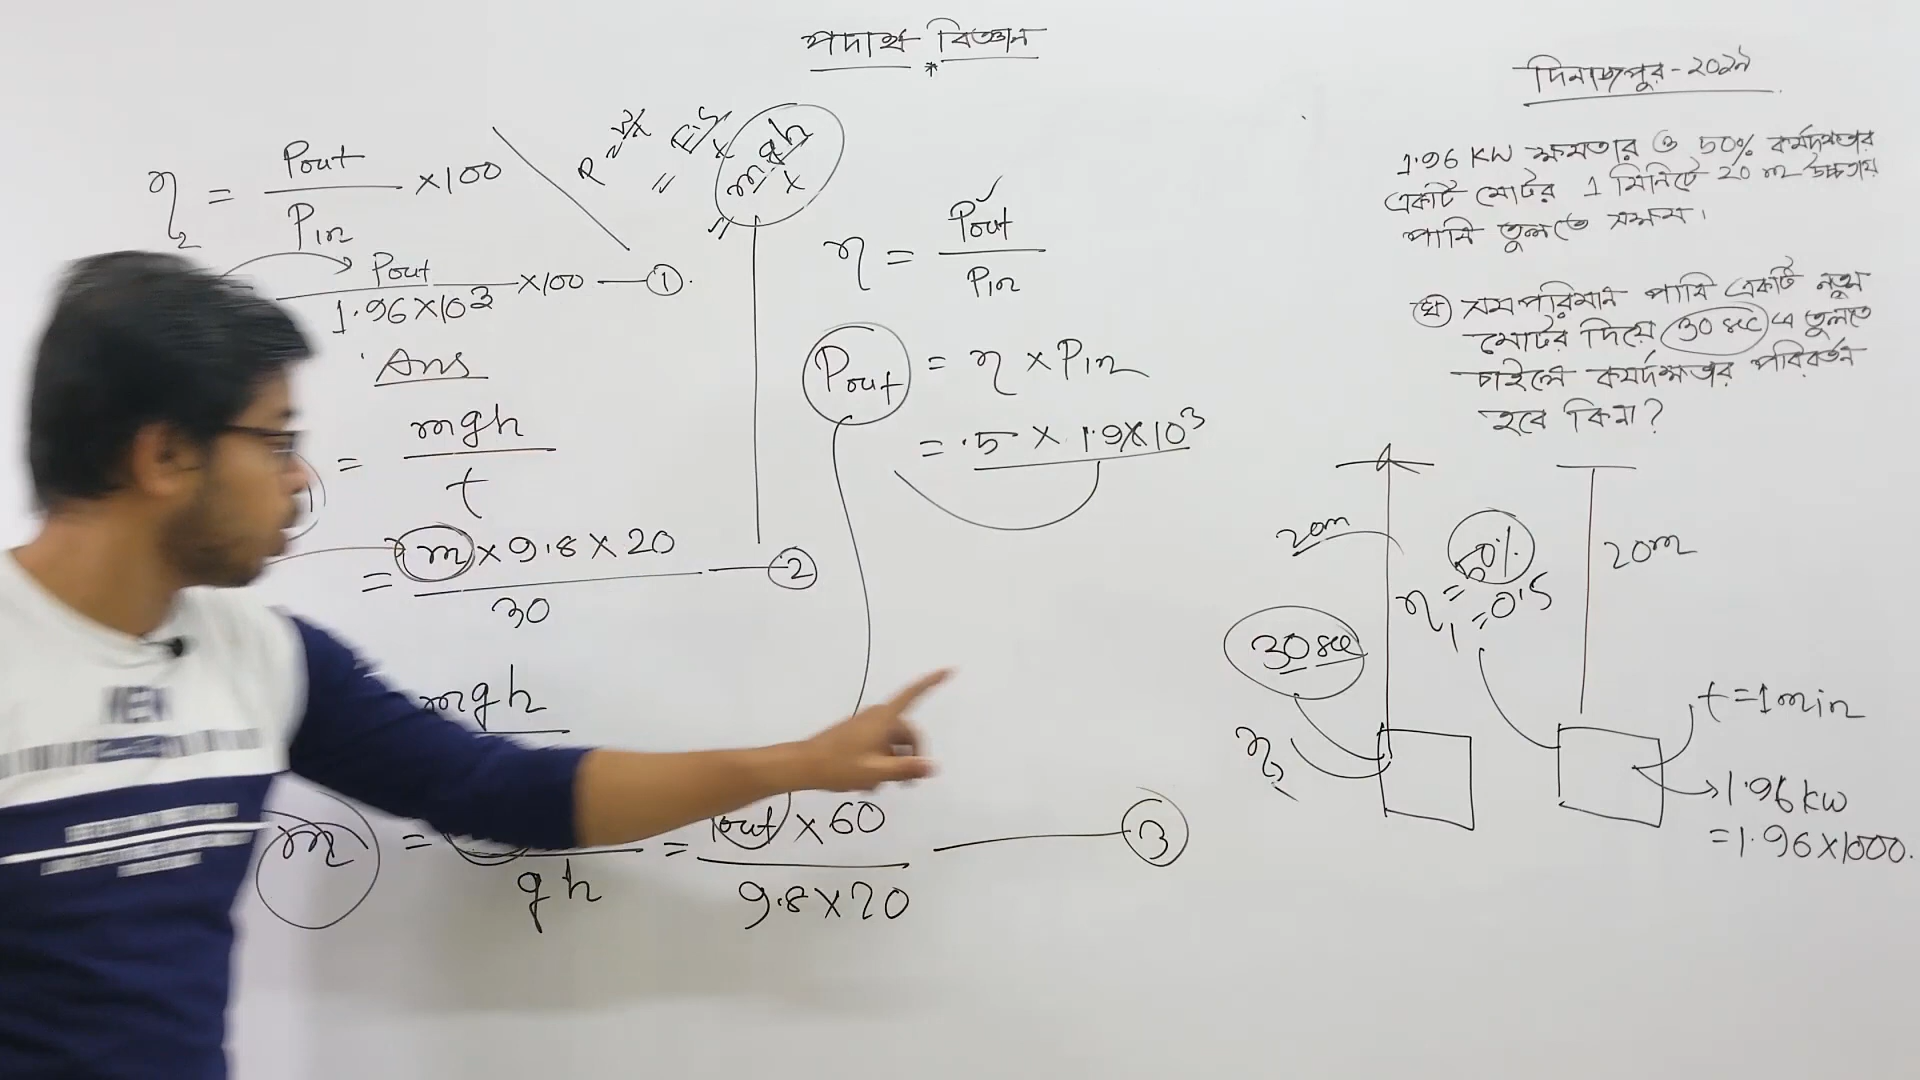 পদার্থ বিজ্ঞান
*
η₂ = Pout / Pin ×100
Pout / 1.96×10³ ×100 — ①
Ans
= mgh / t
= m×9.8×20 / 30 — ②
mgh
m = / gh = Pout×60 / 9.8×20 — ③
mgh / t
η = Pout / Pin
Pout = η × Pin
= .5 × 1.9×10³
দিনাজপুর-২০১৯
1.96 KW ক্ষমতার ও 50% কর্মদক্ষতার
একটি মোটর 1 মিনিটে 20 m উচ্চতায়
পানি তুলতে সক্ষম।
ঘ সমপরিমান পানি একটি নতুন
মোটর দিয়ে 30 sec এ তুলতে
চাইলে কর্মদক্ষতার পরিবর্তন
হবে কিনা?
20m
50%
η₁ =
= 0.5
20m
30 sec
η₂
t = 1 min
1.96 kw
= 1.96×1000.